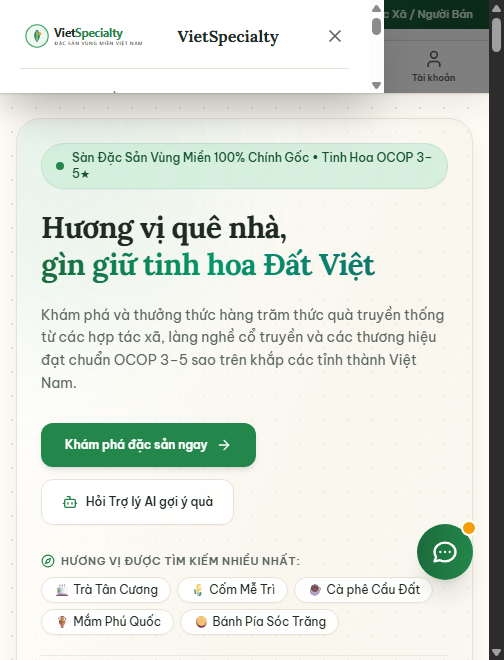 VietSpecialty
ĐẶC SẢN VÙNG MIỀN VIỆT NAM
VietSpecialty
c Xã / Người Bán
Tài khoản
Sàn Đặc Sản Vùng Miền 100% Chính Gốc • Tinh Hoa OCOP 3–
5★
Hương vị quê nhà,
gìn giữ tinh hoa Đất Việt
Khám phá và thưởng thức hàng trăm thức quà truyền thống
từ các hợp tác xã, làng nghề cổ truyền và các thương hiệu
đạt chuẩn OCOP 3–5 sao trên khắp các tỉnh thành Việt
Nam.
Khám phá đặc sản ngay
Hỏi Trợ lý AI gợi ý quà
HƯƠNG VỊ ĐƯỢC TÌM KIẾM NHIỀU NHẤT:
Trà Tân Cương
Cốm Mễ Trì
Cà phê Cầu Đất
Mắm Phú Quốc
Bánh Pía Sóc Trăng